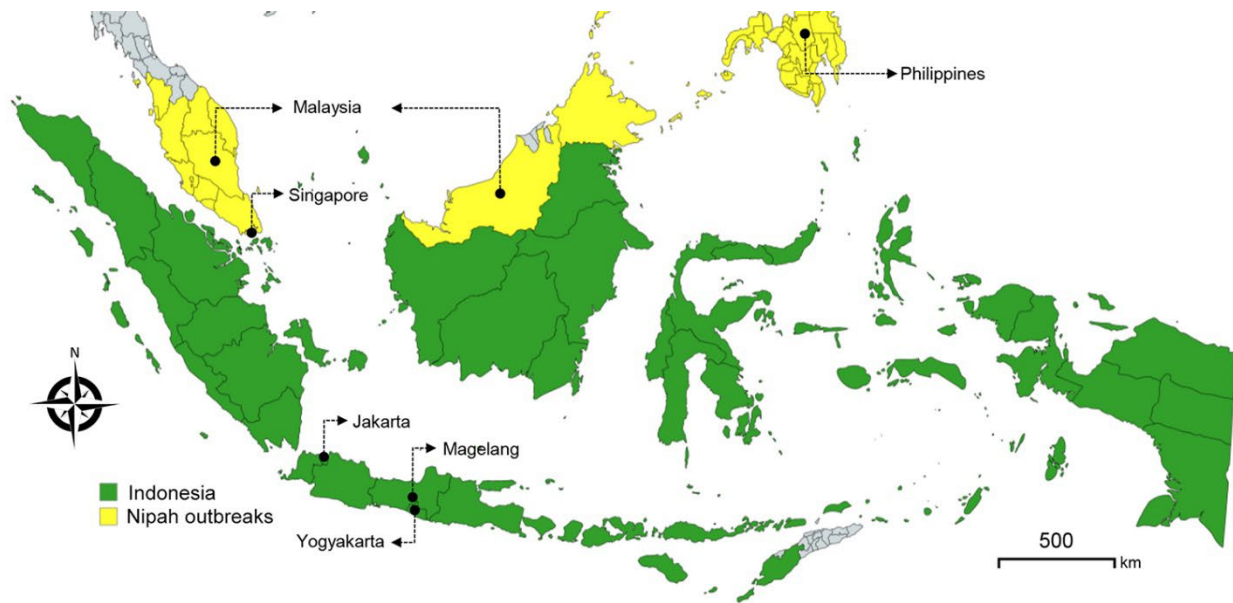 Philippines
Malaysia
Singapore
N
Jakarta
Magelang
Indonesia
Nipah outbreaks
Yogyakarta
500
km